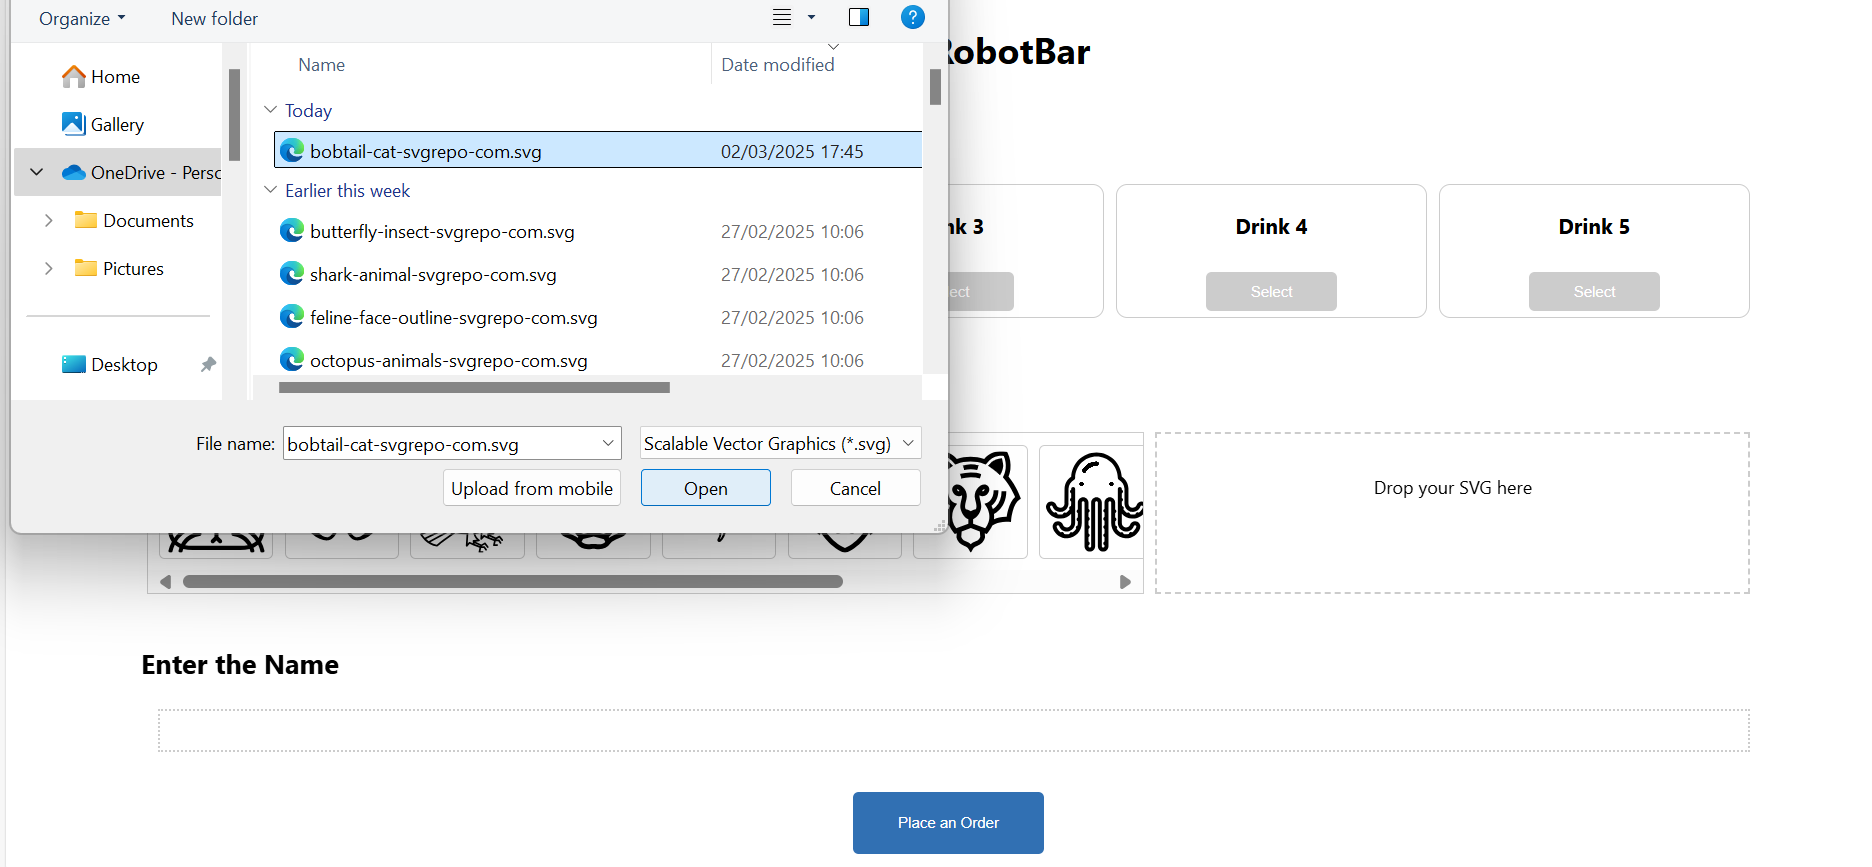 Organize
New folder
RobotBar
Home
Gallery
OneDrive - Perso
Documents
Pictures
Desktop
Name
Date modified
Today
bobtail-cat-svgrepo-com.svg 02/03/2025 17:45
Earlier this week
butterfly-insect-svgrepo-com.svg 27/02/2025 10:06
shark-animal-svgrepo-com.svg 27/02/2025 10:06
feline-face-outline-svgrepo-com.svg 27/02/2025 10:06
octopus-animals-svgrepo-com.svg 27/02/2025 10:06
File name: bobtail-cat-svgrepo-com.svg Scalable Vector Graphics (*.svg)
Upload from mobile Open Cancel
nk 3
Drink 4
Drink 5
ect
Select
Select
Drop your SVG here
Enter the Name
Place an Order